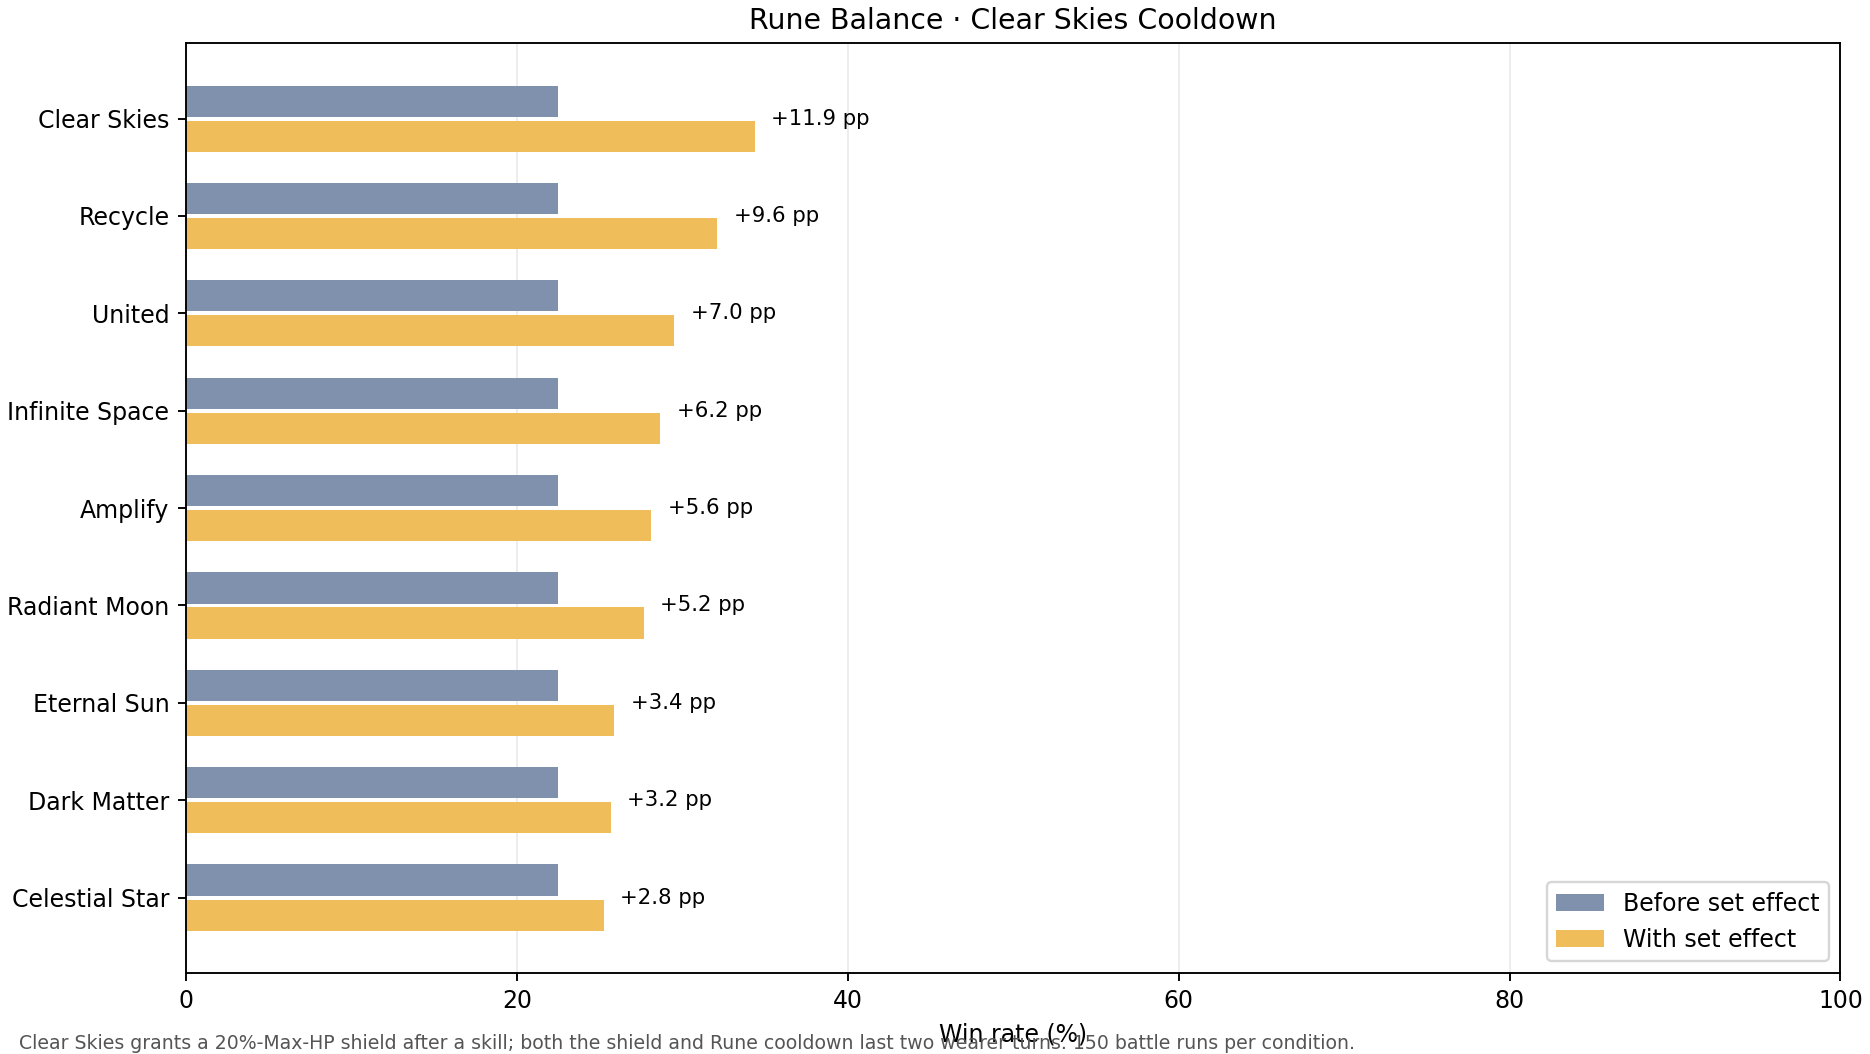 Rune Balance · Clear Skies Cooldown
Clear Skies
+11.9 pp
Recycle
+9.6 pp
United
+7.0 pp
Infinite Space
+6.2 pp
Amplify
+5.6 pp
Radiant Moon
+5.2 pp
Eternal Sun
+3.4 pp
Dark Matter
+3.2 pp
Celestial Star
+2.8 pp
Before set effect
With set effect
0 20 40 60 80 100
Win rate (%)
Clear Skies grants a 20%-Max-HP shield after a skill; both the shield and Rune cooldown last two wearer turns. 150 battle runs per condition.